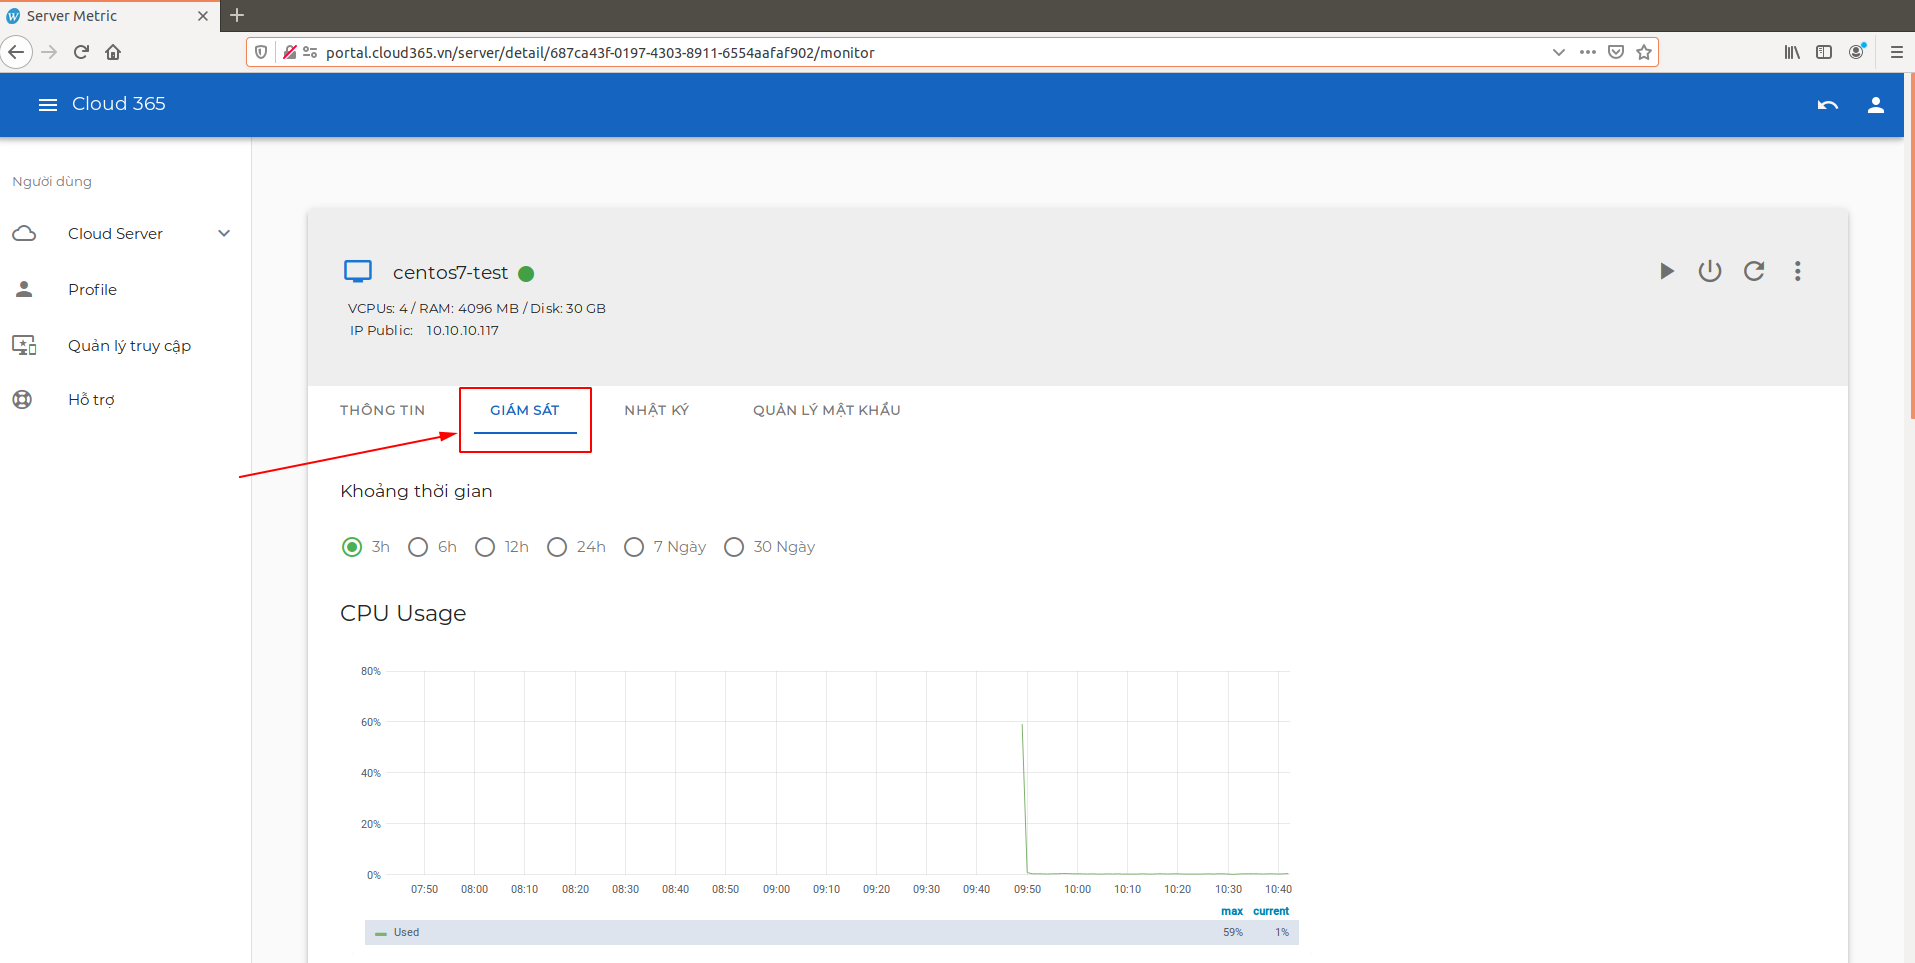 Server Metric
portal.cloud365.vn/server/detail/687ca43f-0197-4303-8911-6554aafaf902/monitor
Cloud 365
Người dùng
Cloud Server
Profile
Quản lý truy cập
Hỗ trợ
centos7-test
VCPUs: 4 / RAM: 4096 MB / Disk: 30 GB
IP Public: 10.10.10.117
THÔNG TIN GIÁM SÁT NHẬT KÝ QUẢN LÝ MẬT KHẨU
Khoảng thời gian
3h 6h 12h 24h 7 Ngày 30 Ngày
CPU Usage
80%
60%
40%
20%
0%
07:50 08:00 08:10 08:20 08:30 08:40 08:50 09:00 09:10 09:20 09:30 09:40 09:50 10:00 10:10 10:20 10:30 10:40
max current
Used 59% 1%